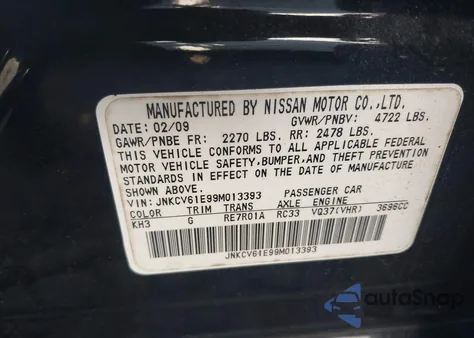 MANUFACTURED BY NISSAN MOTOR CO.,LTD.
DATE: 02/09 GVWR/PNBV: 4722 LBS.
GAWR/PNBE FR: 2270 LBS. RR: 2478 LBS.
THIS VEHICLE CONFORMS TO ALL APPLICABLE FEDERAL
MOTOR VEHICLE SAFETY, BUMPER, AND THEFT PREVENTION
STANDARDS IN EFFECT ON THE DATE OF MANUFACTURE
SHOWN ABOVE.
VIN: JNKCV61E99M013393 PASSENGER CAR
COLOR TRIM TRANS AXLE ENGINE
KH3 G RE7R01A RC33 VQ37(VHR) 3696CC
JNKCV61E99M013393
autoSnap